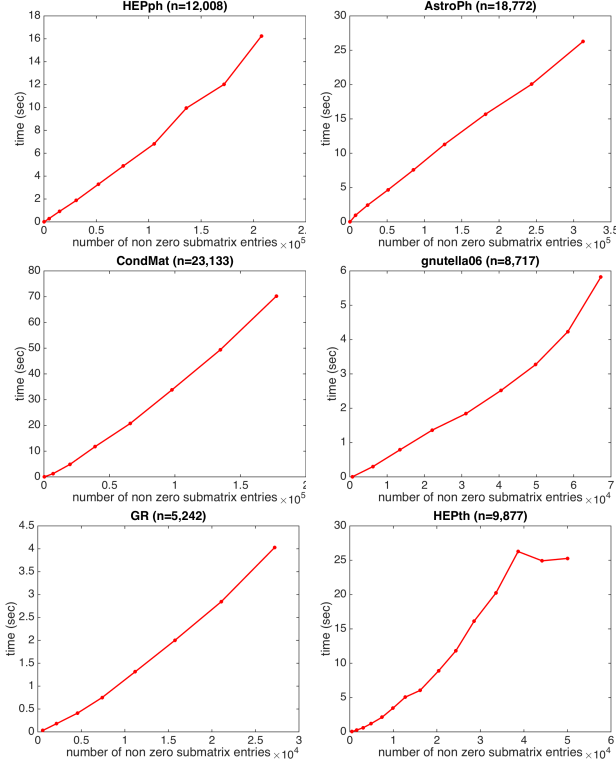 HEPph (n=12,008)
18
16
14
12
10
8
6
4
2
0
time (sec)
0 0.5 1 1.5 2 2.5
number of non zero submatrix entries ×10^5
AstroPh (n=18,772)
30
25
20
15
10
5
0
time (sec)
0 0.5 1 1.5 2 2.5 3 3.5
number of non zero submatrix entries ×10^5
CondMat (n=23,133)
80
70
60
50
40
30
20
10
0
time (sec)
0 0.5 1 1.5 2
number of non zero submatrix entries ×10^5
gnutella06 (n=8,717)
6
5
4
3
2
1
0
time (sec)
0 1 2 3 4 5 6 7
number of non zero submatrix entries ×10^4
GR (n=5,242)
4.5
4
3.5
3
2.5
2
1.5
1
0.5
0
time (sec)
0 0.5 1 1.5 2 2.5 3
number of non zero submatrix entries ×10^4
HEPth (n=9,877)
30
25
20
15
10
5
0
time (sec)
0 1 2 3 4 5 6
number of non zero submatrix entries ×10^4